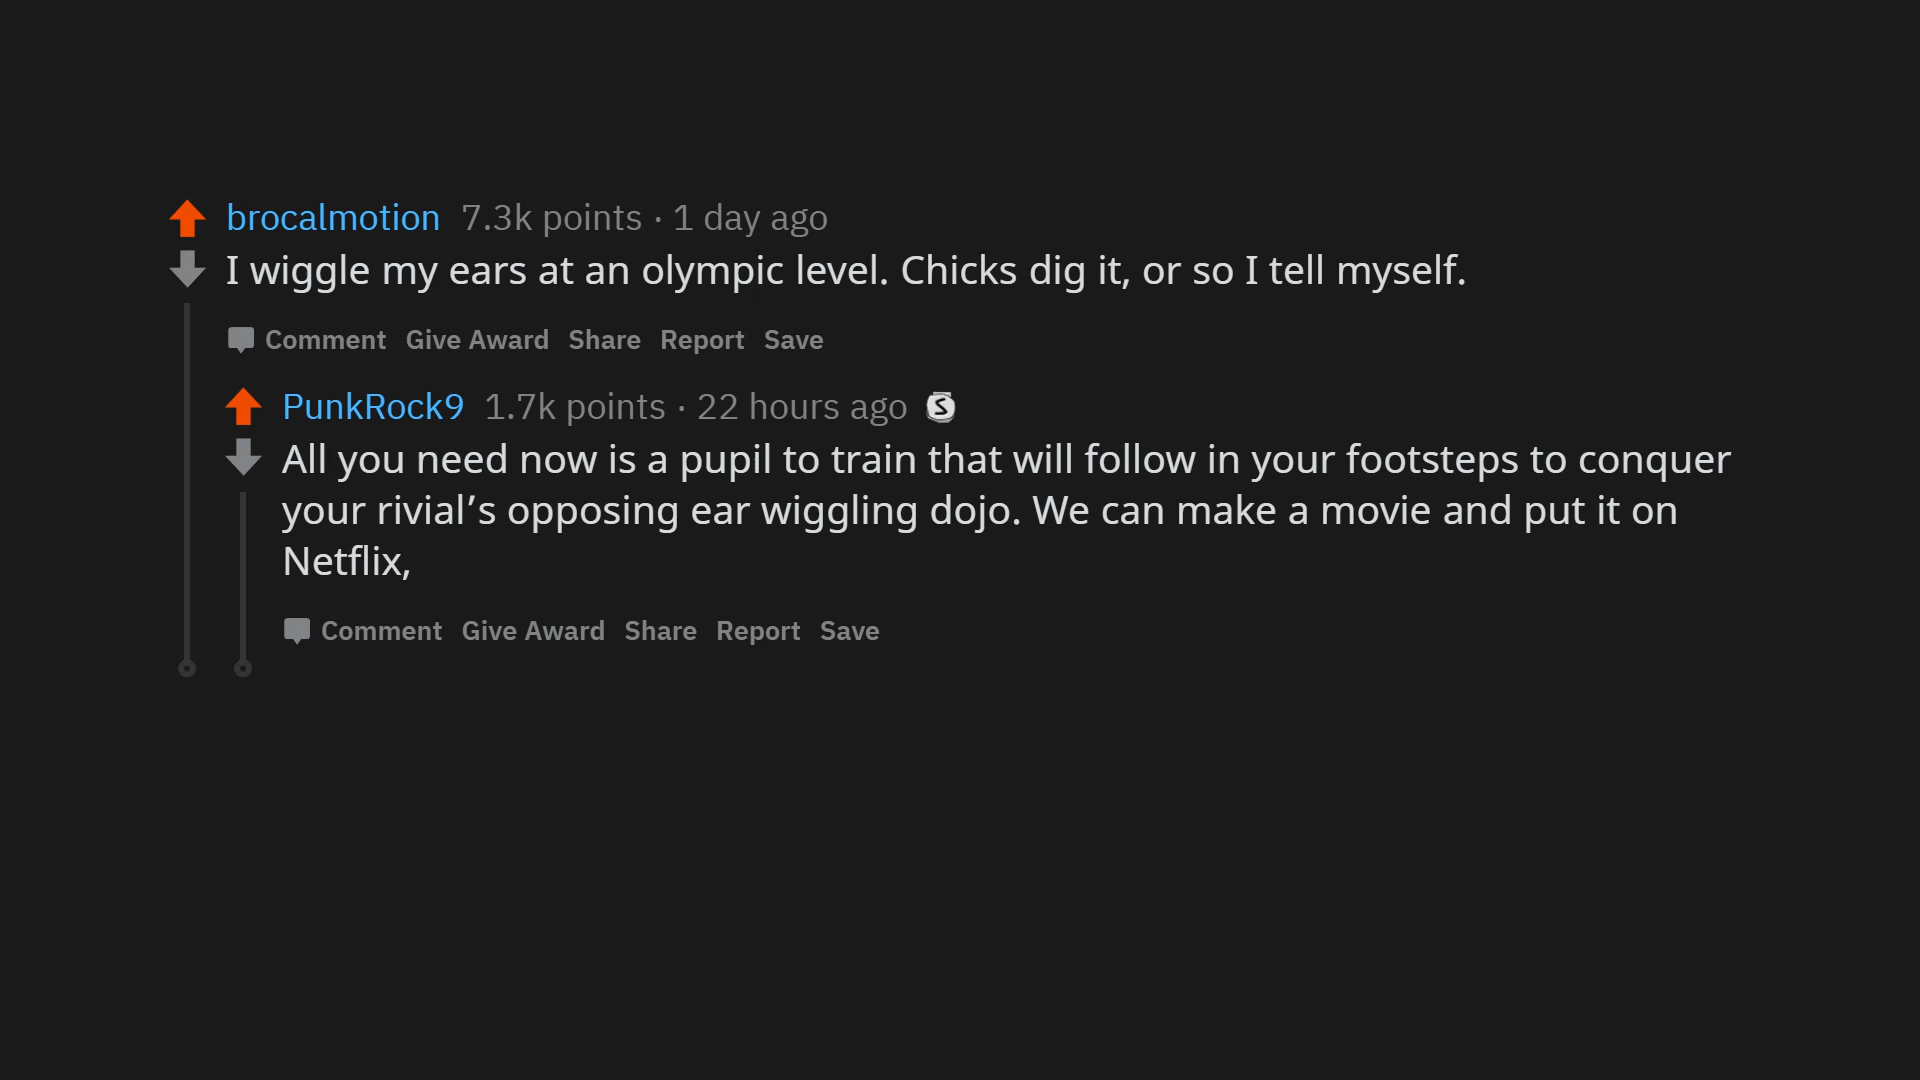 brocalmotion 7.3k points · 1 day ago
I wiggle my ears at an olympic level. Chicks dig it, or so I tell myself.
Comment Give Award Share Report Save
PunkRock9 1.7k points · 22 hours ago S
All you need now is a pupil to train that will follow in your footsteps to conquer
your rivial’s opposing ear wiggling dojo. We can make a movie and put it on
Netflix,
Comment Give Award Share Report Save